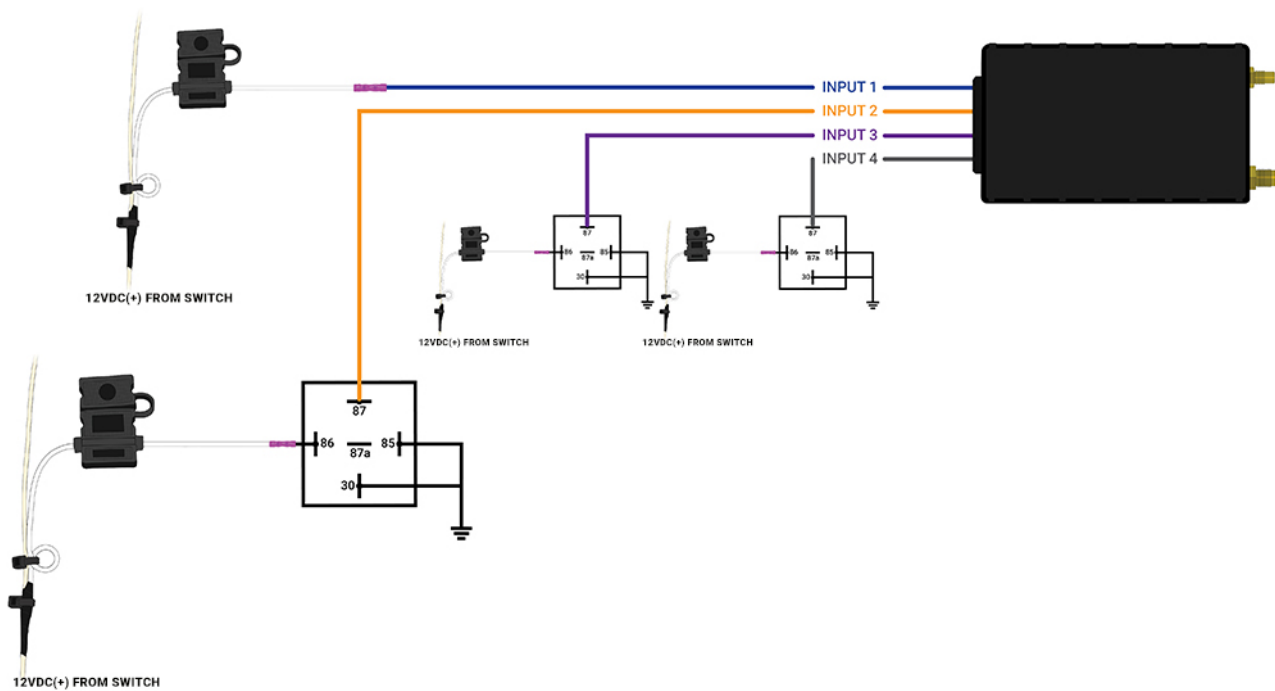 INPUT 1
INPUT 2
INPUT 3
INPUT 4
87
86
85
87a
30
12VDC(+) FROM SWITCH
87
86
85
87a
30
12VDC(+) FROM SWITCH
12VDC(+) FROM SWITCH
87
86
85
87a
30
12VDC(+) FROM SWITCH